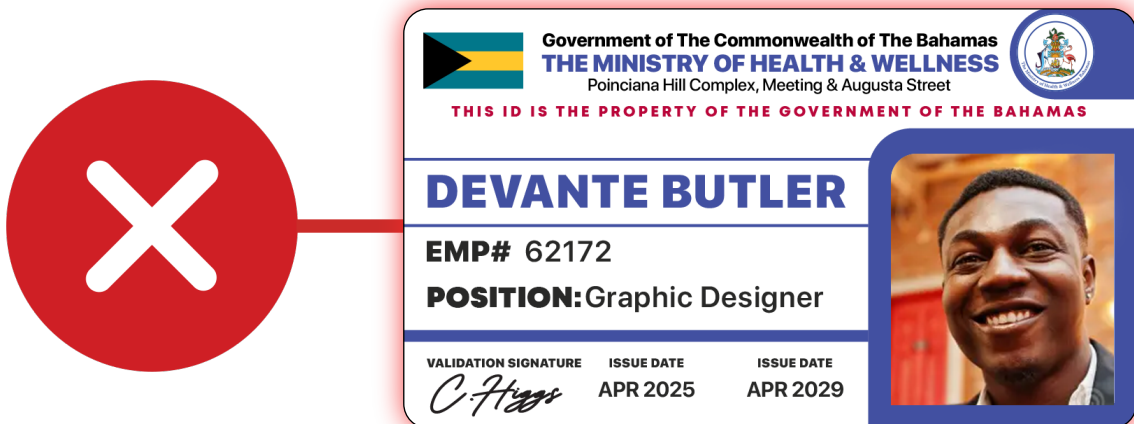 Government of The Commonwealth of The Bahamas
THE MINISTRY OF HEALTH & WELLNESS
Poinciana Hill Complex, Meeting & Augusta Street
THIS ID IS THE PROPERTY OF THE GOVERNMENT OF THE BAHAMAS
DEVANTE BUTLER
EMP# 62172
POSITION: Graphic Designer
VALIDATION SIGNATURE ISSUE DATE ISSUE DATE
C. Higgs APR 2025 APR 2029